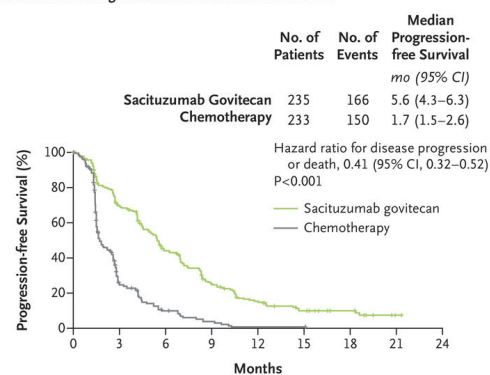 Median
No. of No. of Progression-
Patients Events free Survival
mo (95% CI)
Sacituzumab Govitecan 235 166 5.6 (4.3–6.3)
Chemotherapy 233 150 1.7 (1.5–2.6)
Hazard ratio for disease progression
or death, 0.41 (95% CI, 0.32–0.52)
P<0.001
Sacituzumab govitecan
Chemotherapy
Progression-free Survival (%)
100
80
60
40
20
0
0 3 6 9 12 15 18 21 24
Months